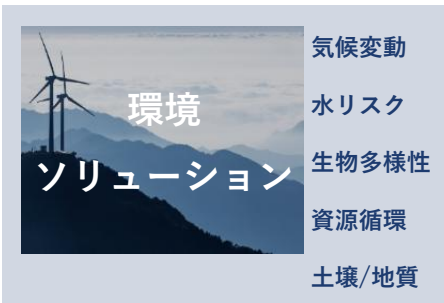 環境
ソリューション
気候変動
水リスク
生物多様性
資源循環
土壌/地質